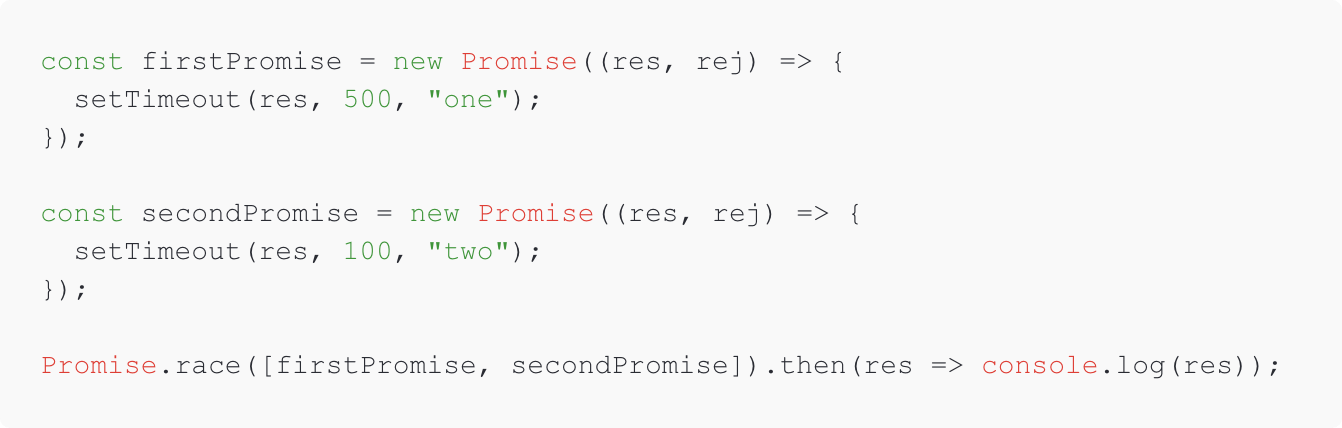 const firstPromise = new Promise((res, rej) => {
  setTimeout(res, 500, "one");
});

const secondPromise = new Promise((res, rej) => {
  setTimeout(res, 100, "two");
});

Promise.race([firstPromise, secondPromise]).then(res => console.log(res));